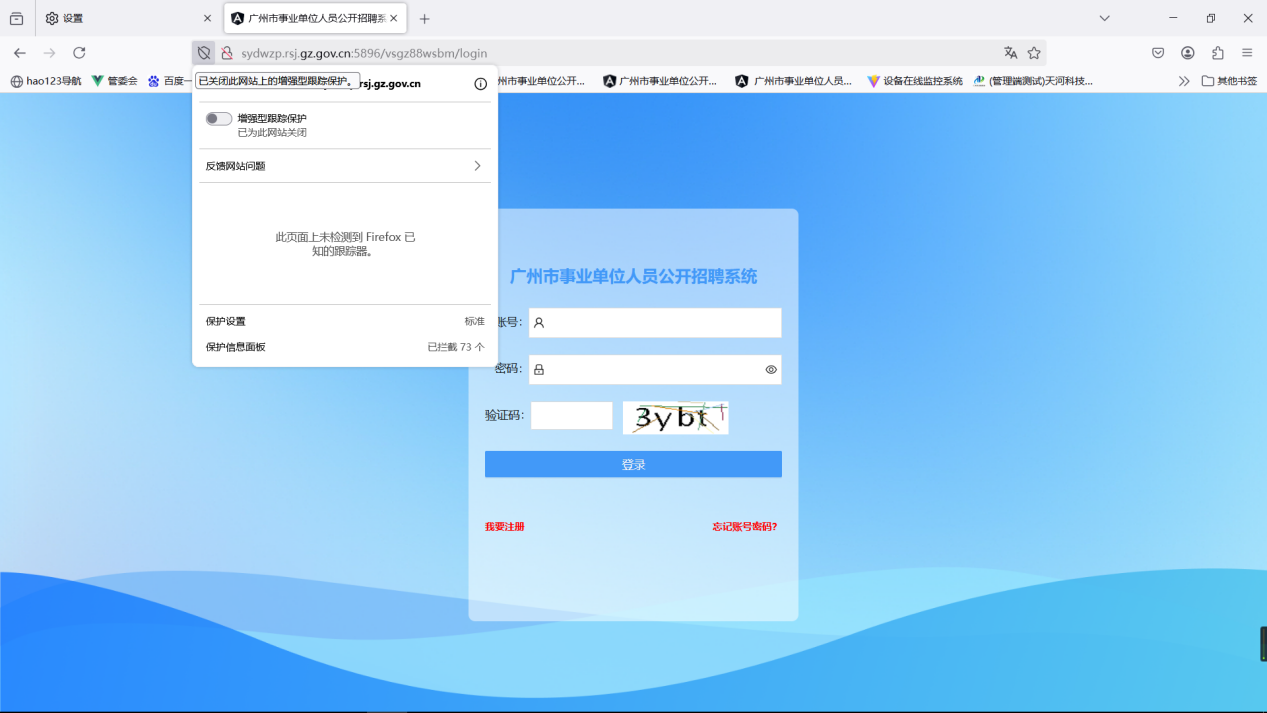 设置
广州市事业单位人员公开招聘系
sydwzp.rsj.gz.gov.cn:5896/vsgz88wsbm/login
hao123导航
管委会
百度一
州市事业单位公开...
广州市事业单位公开...
广州市事业单位人员...
设备在线监控系统
(管理端测试)天河科技...
其他书签
已关闭此网站上的增强型跟踪保护。
rsj.gz.gov.cn
增强型跟踪保护
已为此网站关闭
反馈网站问题
此页面上未检测到 Firefox 已
知的跟踪器。
保护设置 标准
保护信息面板 已拦截 73 个
广州市事业单位人员公开招聘系统
账号:
密码:
验证码:
3ybt
登录
我要注册 忘记账号密码?